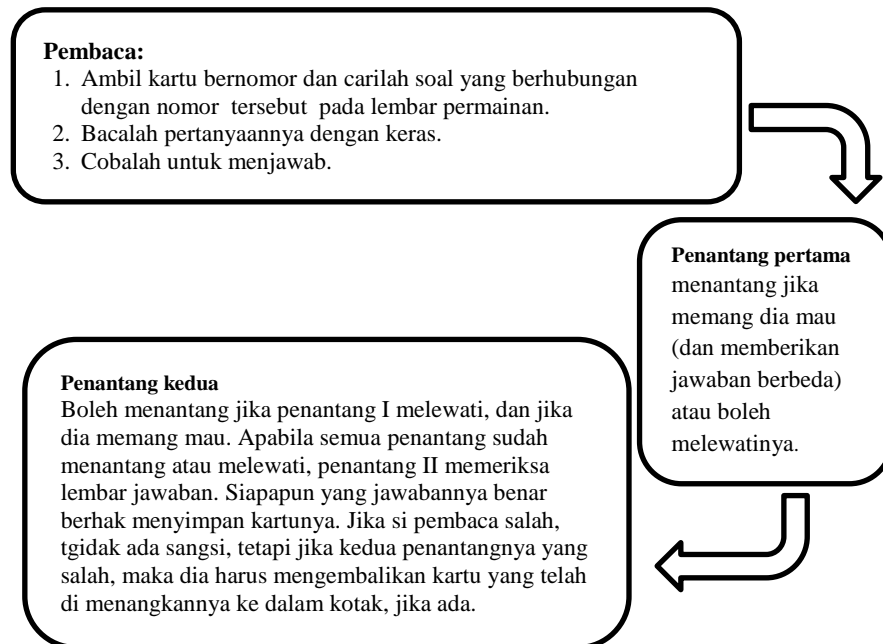 Pembaca:
1. Ambil kartu bernomor dan carilah soal yang berhubungan
dengan nomor tersebut pada lembar permainan.
2. Bacalah pertanyaannya dengan keras.
3. Cobalah untuk menjawab.
Penantang pertama
menantang jika
memang dia mau
(dan memberikan
jawaban berbeda)
atau boleh
melewatinya.
Penantang kedua
Boleh menantang jika penantang I melewati, dan jika
dia memang mau. Apabila semua penantang sudah
menantang atau melewati, penantang II memeriksa
lembar jawaban. Siapapun yang jawabannya benar
berhak menyimpan kartunya. Jika si pembaca salah,
tgidak ada sangsi, tetapi jika kedua penantangnya yang
salah, maka dia harus mengembalikan kartu yang telah
di menangkannya ke dalam kotak, jika ada.